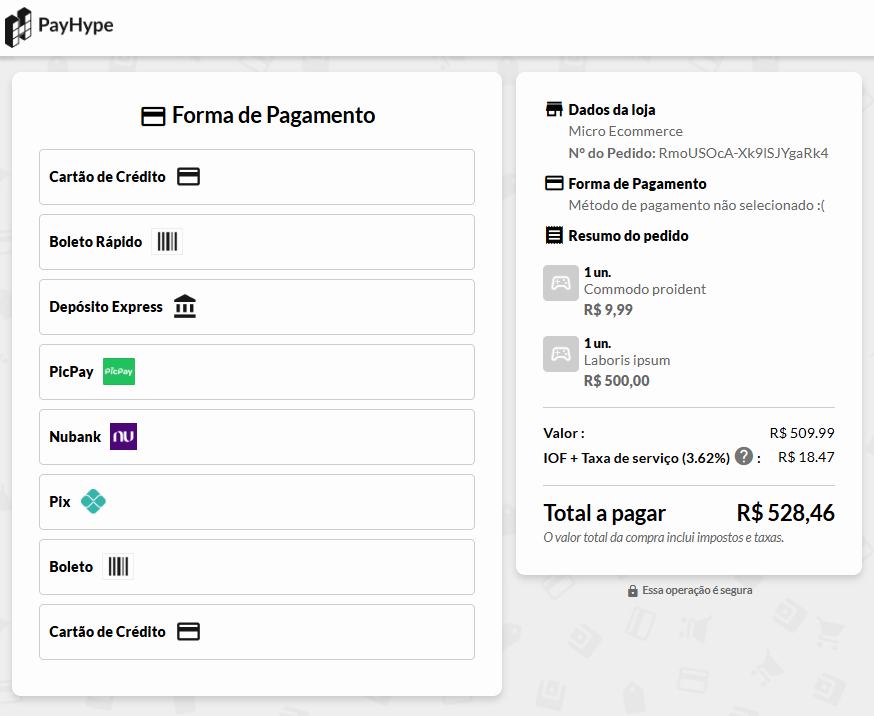 PayHype
Forma de Pagamento
Cartão de Crédito
Boleto Rápido
Depósito Express
PicPay PicPay
Nubank nu
Pix
Boleto
Cartão de Crédito
Dados da loja
Micro Ecommerce
N° do Pedido: RmoUSOcA-Xk9lSJYgaRk4
Forma de Pagamento
Método de pagamento não selecionado :(
Resumo do pedido
1 un.
Commodo proident
R$ 9,99
1 un.
Laboris ipsum
R$ 500,00
Valor : R$ 509.99
IOF + Taxa de serviço (3.62%) ? : R$ 18.47
Total a pagar R$ 528,46
O valor total da compra inclui impostos e taxas.
Essa operação é segura